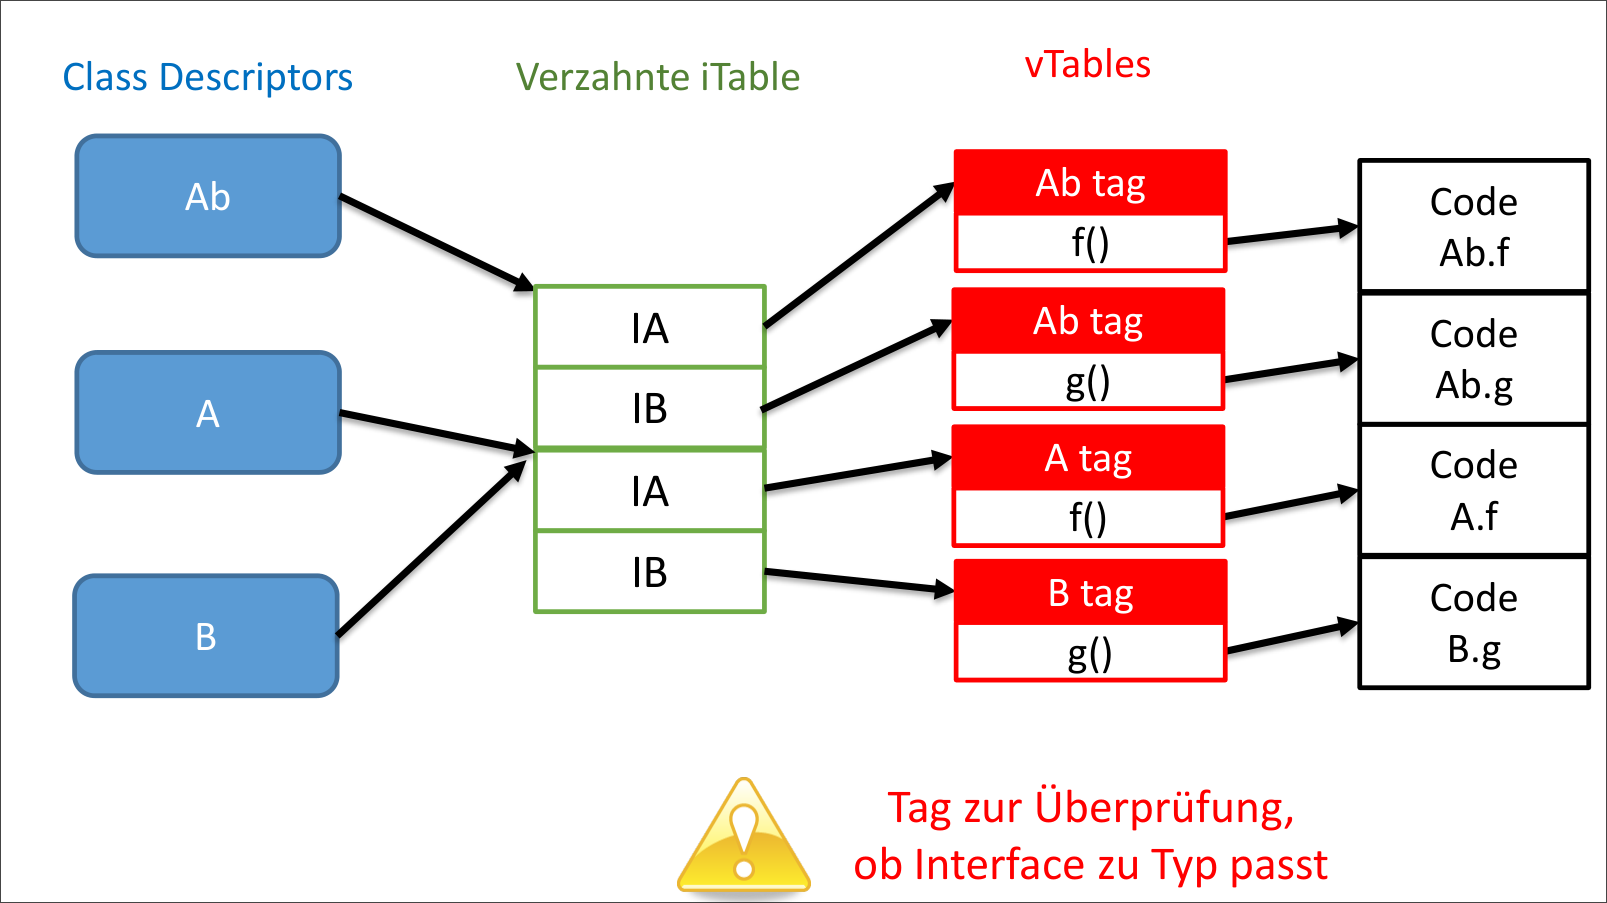 Class Descriptors
Verzahnte iTable
vTables
Ab
A
B
IA
IB
IA
IB
Ab tag
f()
Ab tag
g()
A tag
f()
B tag
g()
Code
Ab.f
Code
Ab.g
Code
A.f
Code
B.g
Tag zur Überprüfung,
ob Interface zu Typ passt